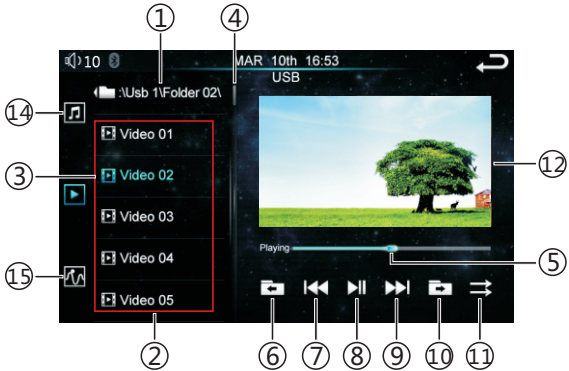 ① ④
10 MAR 10th 16:53
USB
:\Usb 1\Folder 02\
⑭
Video 01
③ Video 02 ⑫
Video 03
Playing ⑤
Video 04
⑮
Video 05
② ⑥ ⑦ ⑧ ⑨ ⑩ ⑪